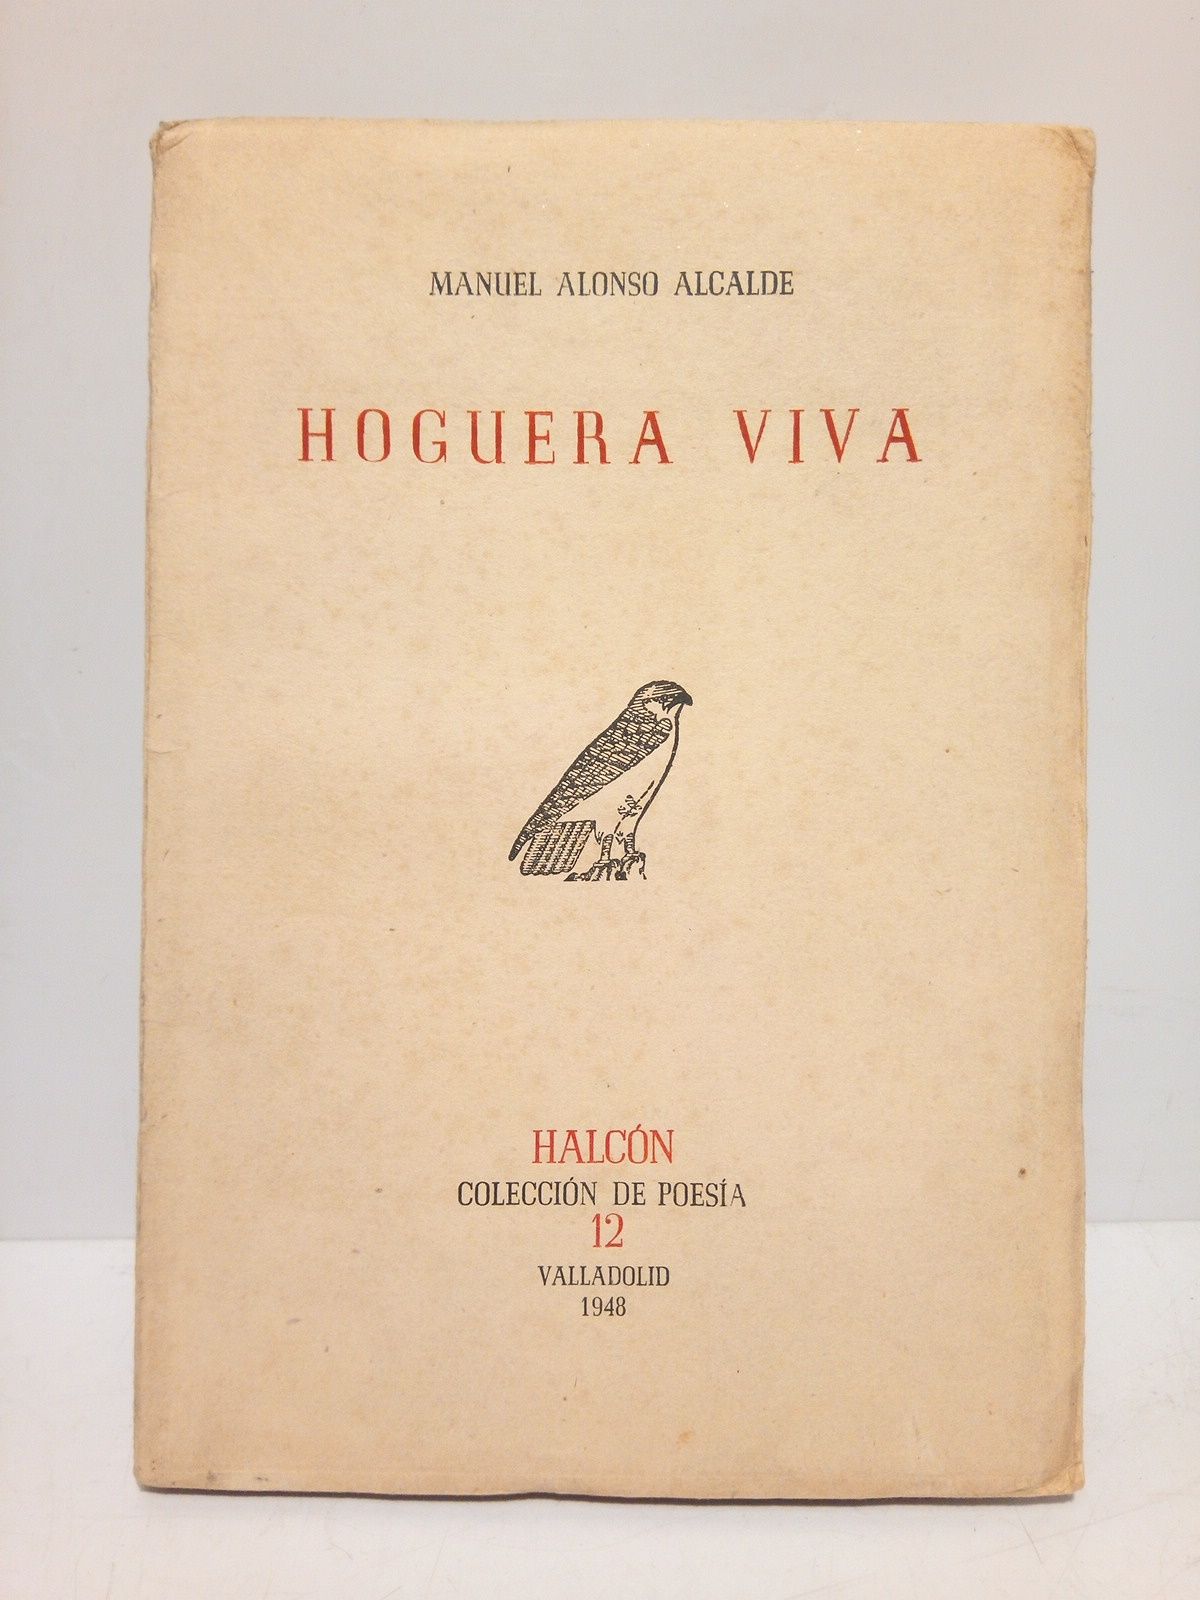 MANUEL ALONSO ALCALDE
HOGUERA VIVA
HALCÓN
COLECCIÓN DE POESÍA
12
VALLADOLID
1948